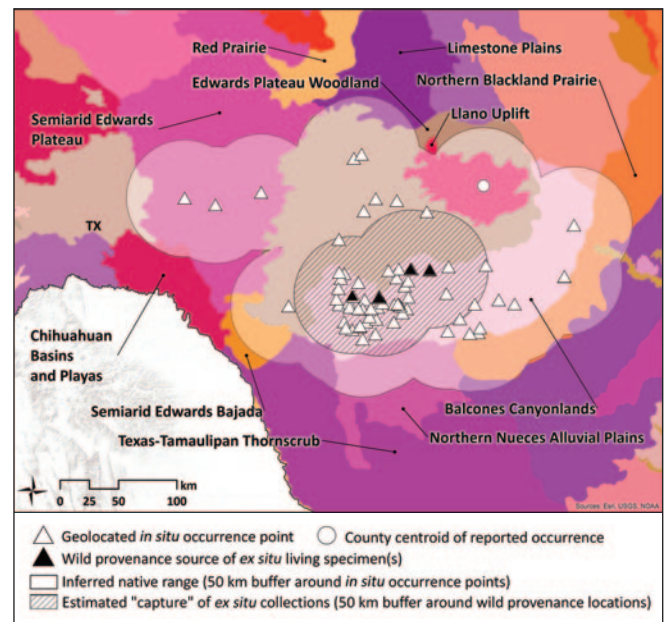 Red Prairie
Limestone Plains
Edwards Plateau Woodland
Northern Blackland Prairie
Semiarid Edwards
Plateau
Llano Uplift
TX
Chihuahuan
Basins
and Playas
Semiarid Edwards Bajada
Balcones Canyonlands
Texas-Tamaulipan Thornscrub
Northern Nueces Alluvial Plains
km
0 25 50 100
Sources: Esri, USGS, NOAA
Geolocated in situ occurrence point
County centroid of reported occurrence
Wild provenance source of ex situ living specimen(s)
Inferred native range (50 km buffer around in situ occurrence points)
Estimated "capture" of ex situ collections (50 km buffer around wild provenance locations)